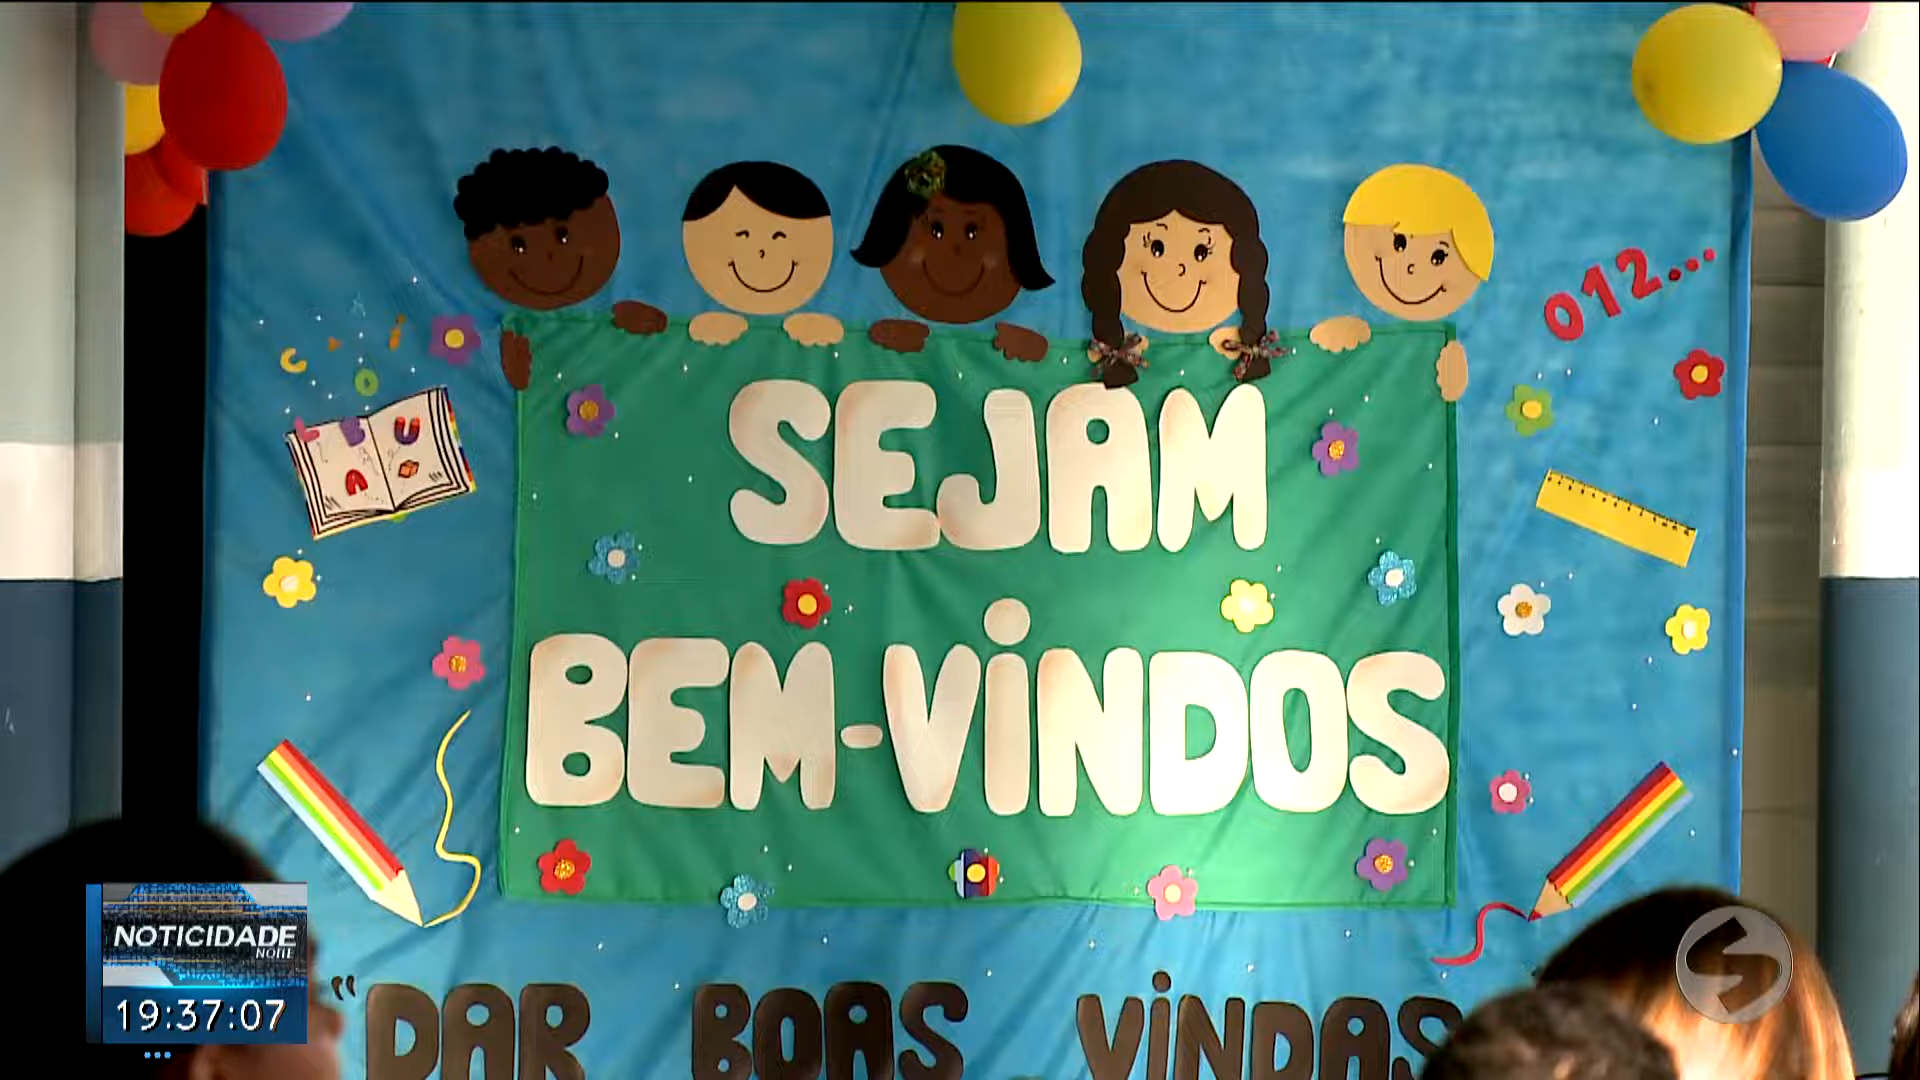 012...
SEJAM
BEM-VINDOS
"DAR BOAS VINDAS
NOTICIDADE
NOITE
19:37:07